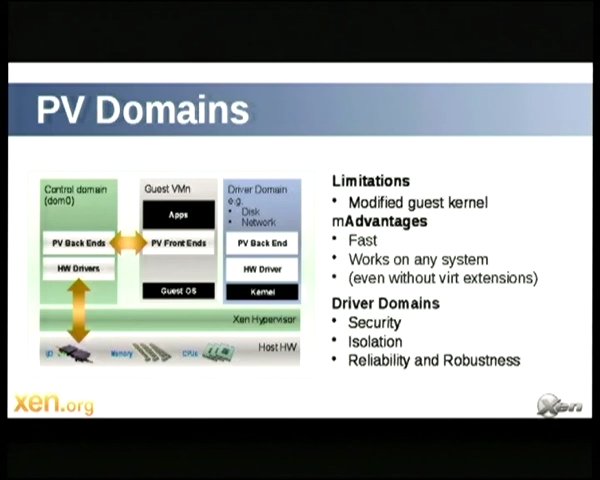 PV Domains
Control domain
(dom0)
PV Back Ends
HW Drivers
Guest VMn
Apps
PV Front Ends
Guest OS
Driver Domain
e.g.
• Disk
• Network
PV Back End
HW Driver
Kernel
Xen Hypervisor
I/O
Memory
CPUs
Host HW
Limitations
• Modified guest kernel
mAdvantages
• Fast
• Works on any system
• (even without virt extensions)
Driver Domains
• Security
• Isolation
• Reliability and Robustness
xen.org
Xen